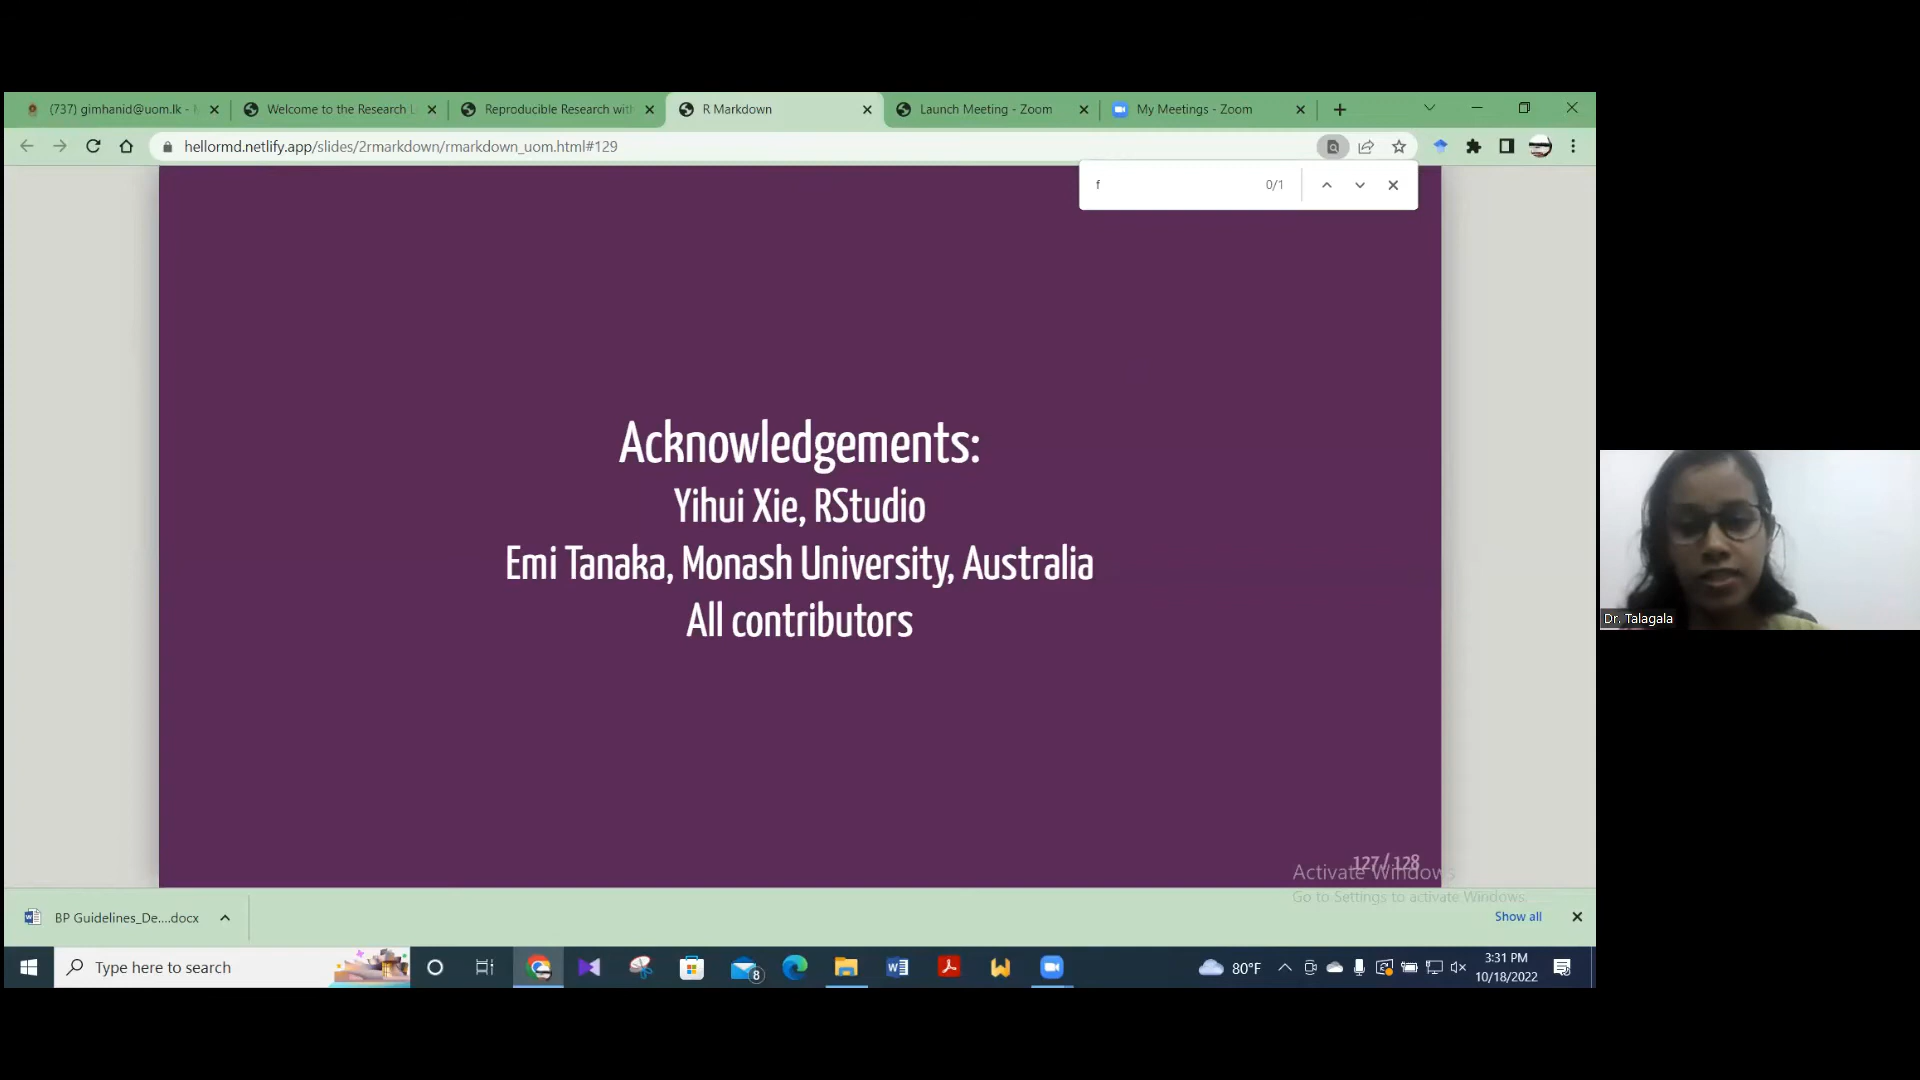 (737) gimhanid@uom.lk -
Welcome to the Research L
Reproducible Research with
R Markdown
Launch Meeting - Zoom
My Meetings - Zoom
hellormd.netlify.app/slides/2rmarkdown/rmarkdown_uom.html#129
f
0/1
Acknowledgements:
Yihui Xie, RStudio
Emi Tanaka, Monash University, Australia
All contributors
Dr. Talagala
127 / 128
Activate Windows
Go to Settings to activate Windows.
BP Guidelines_De....docx
Show all
Type here to search
8
80°F
3:31 PM
10/18/2022